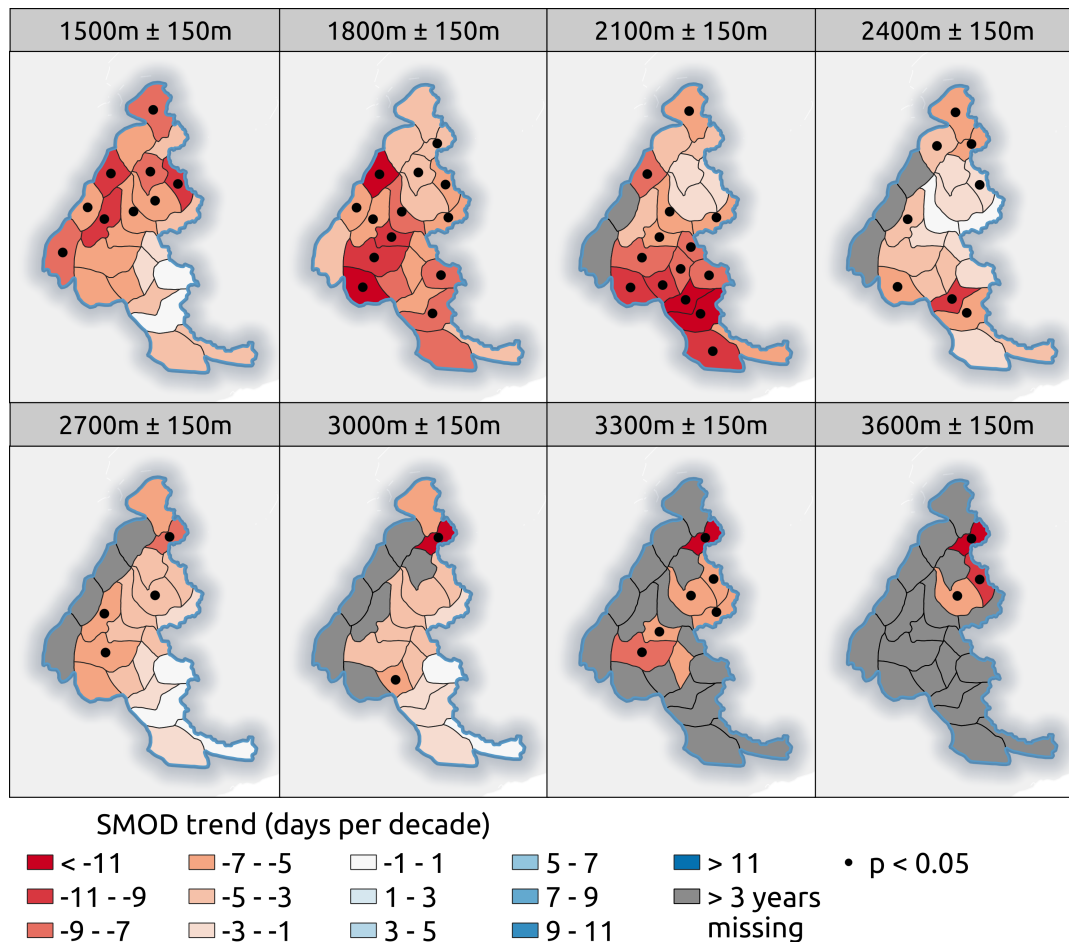 1500m ± 150m
1800m ± 150m
2100m ± 150m
2400m ± 150m
2700m ± 150m
3000m ± 150m
3300m ± 150m
3600m ± 150m
SMOD trend (days per decade)
< -11
-7 - -5
-1 - 1
5 - 7
> 11
• p < 0.05
-11 - -9
-5 - -3
1 - 3
7 - 9
> 3 years
missing
-9 - -7
-3 - -1
3 - 5
9 - 11